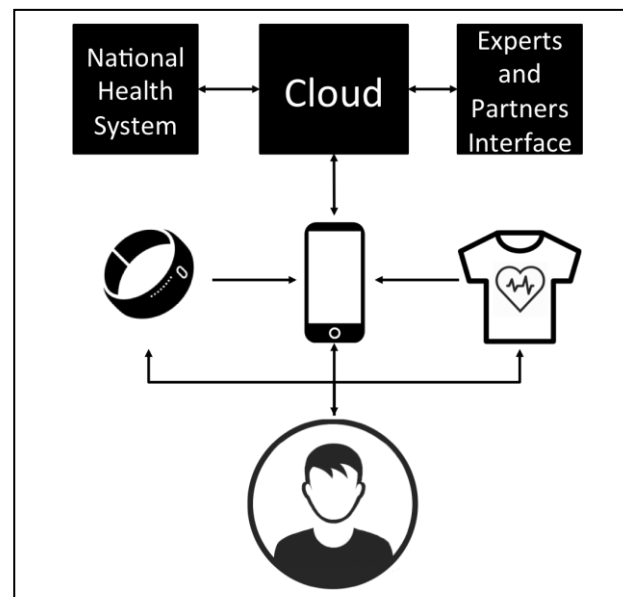 National
Health
System
Cloud
Experts
and
Partners
Interface